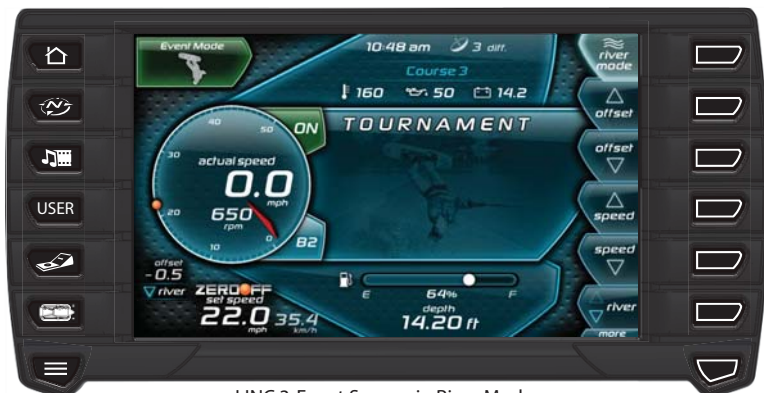 Event Mode
10:48 am 3 diff.
Course 3
160 50 14.2
river mode
offset
offset
speed
speed
river
more
TOURNAMENT
ON
40
50
30
20
10
0
actual speed
0.0
mph
650
rpm
B2
offset
-0.5
river
ZEROFF
set speed
22.0 mph 35.4 km/h
E 64% F
depth
14.20 ft
USER